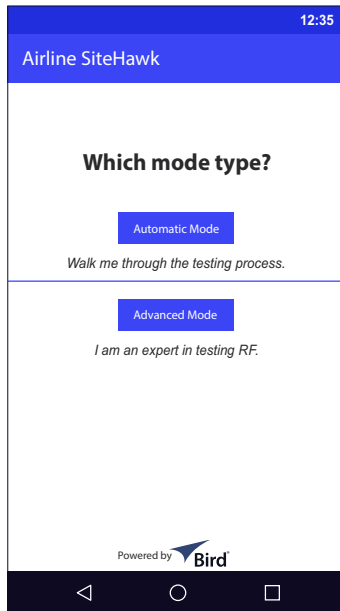 12:35
Airline SiteHawk
Which mode type?
Automatic Mode
Walk me through the testing process.
Advanced Mode
I am an expert in testing RF.
Powered by Bird